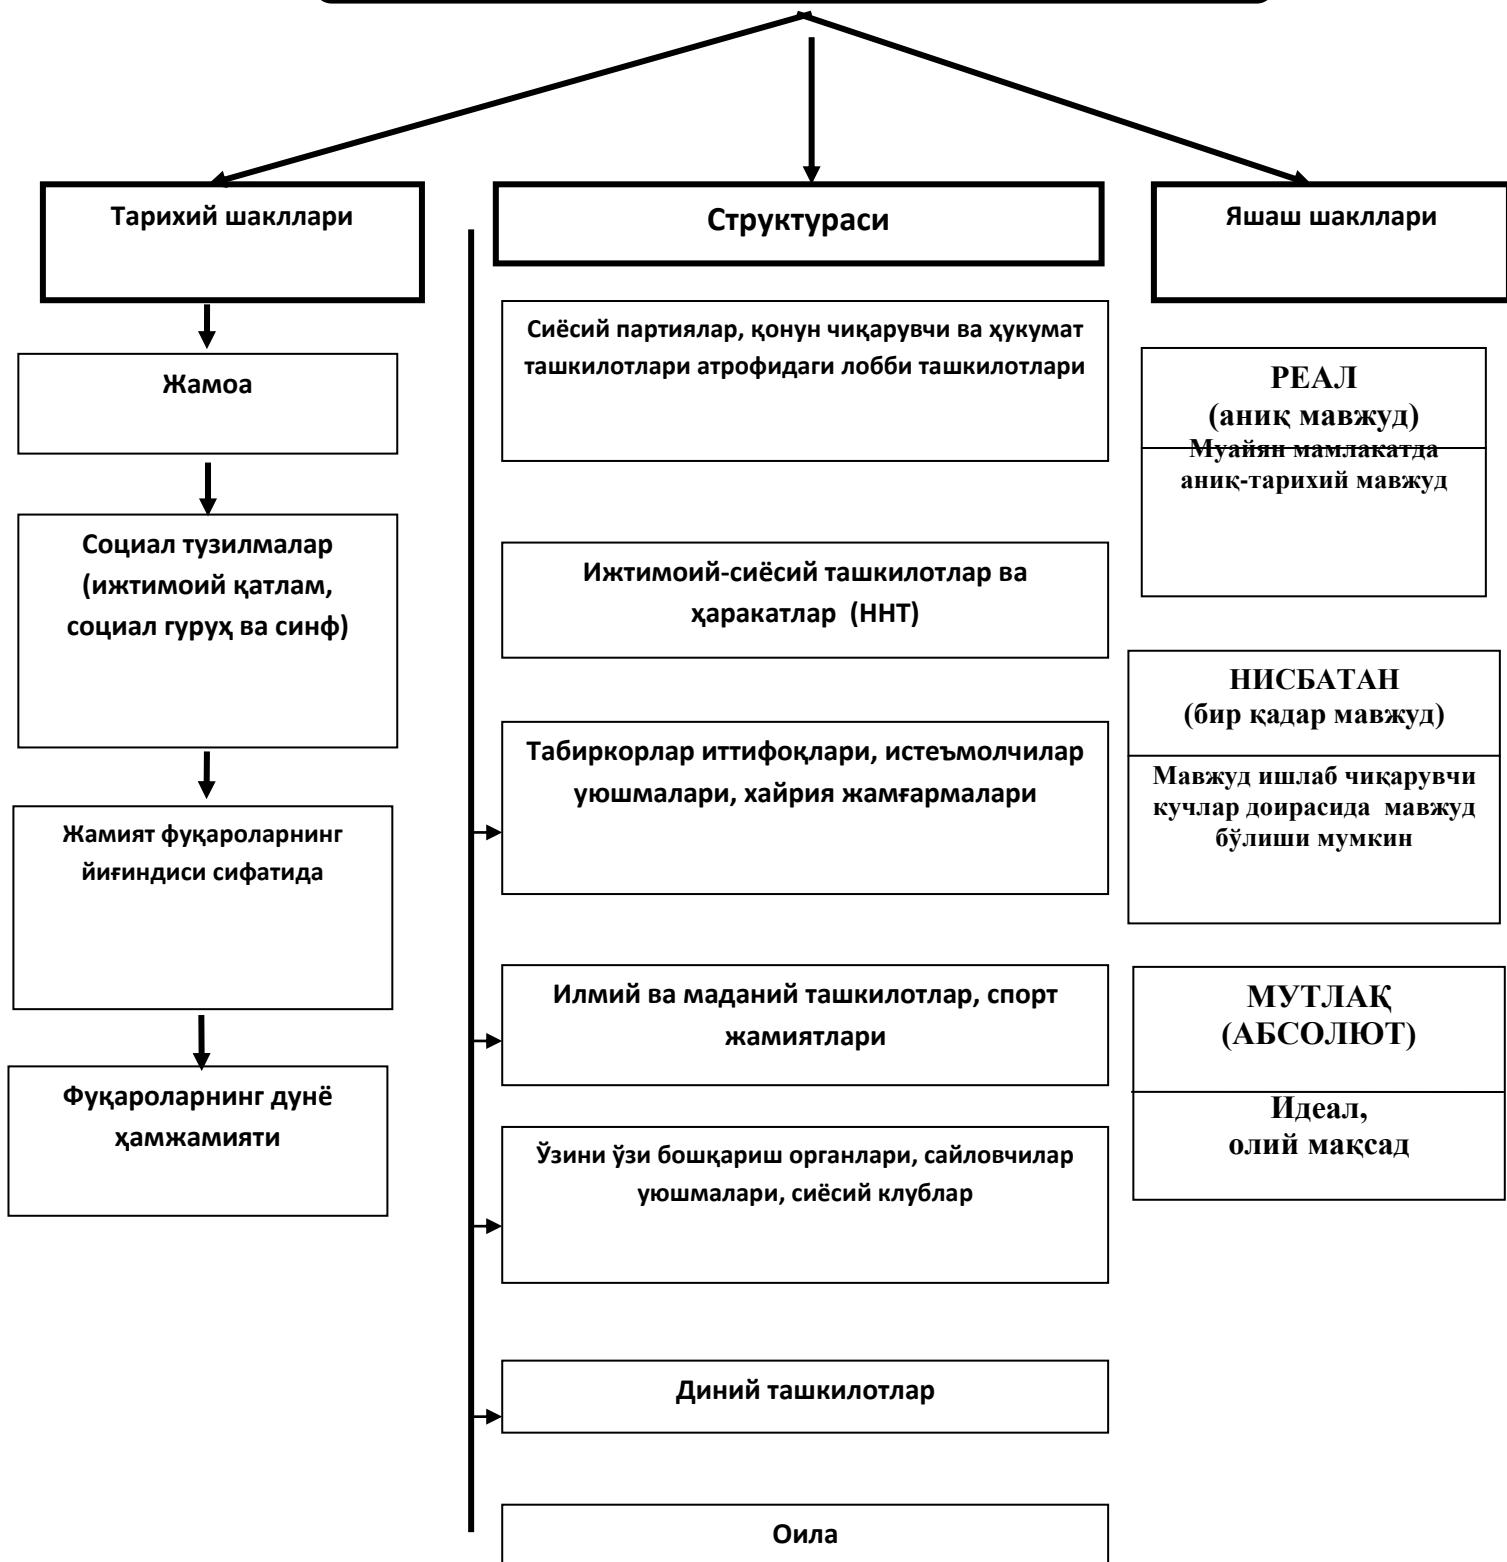 Тарихий шакллари
Жамоа
Социал тузилмалар
(ижтимоий қатлам,
социал гуруҳ ва синф)
Жамият фуқароларнинг
йиғиндиси сифатида
Фуқароларнинг дунё
ҳамжамияти
Структураси
Сиёсий партиялар, қонун чиқарувчи ва ҳукумат
ташкилотлари атрофидаги лобби ташкилотлари
Ижтимоий-сиёсий ташкилотлар ва
ҳаракатлар (ННТ)
Табиркорлар иттифоқлари, истеъмолчилар
уюшмалари, хайрия жамғармалари
Илмий ва маданий ташкилотлар, спорт
жамиятлари
Ўзини ўзи бошқариш органлари, сайловчилар
уюшмалари, сиёсий клублар
Диний ташкилотлар
Оила
Яшаш шакллари
РЕАЛ
(аниқ мавжуд)
Муайян мамлакатда
аниқ-тарихий мавжуд
НИСБАТАН
(бир қадар мавжуд)
Мавжуд ишлаб чиқарувчи
кучлар доирасида мавжуд
бўлиши мумкин
МУТЛАҚ
(АБСОЛЮТ)
Идеал,
олий мақсад